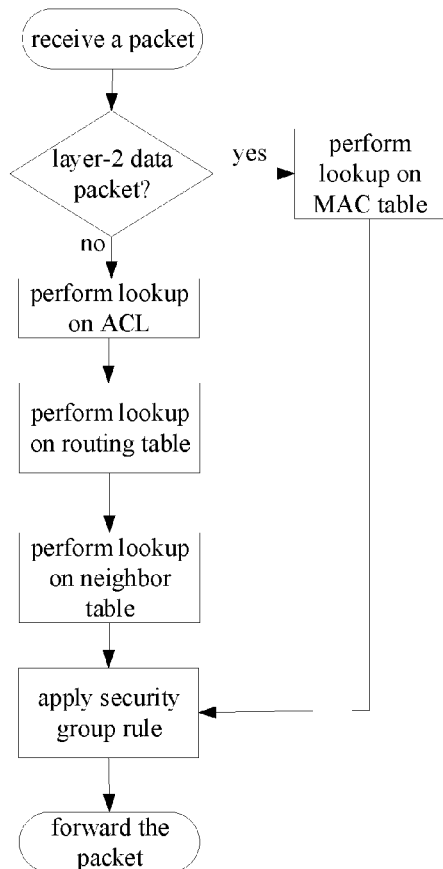 receive a packet
layer-2 data
packet?
yes
perform
lookup on
MAC table
no
perform lookup
on ACL
perform lookup
on routing table
perform lookup
on neighbor
table
apply security
group rule
forward the
packet